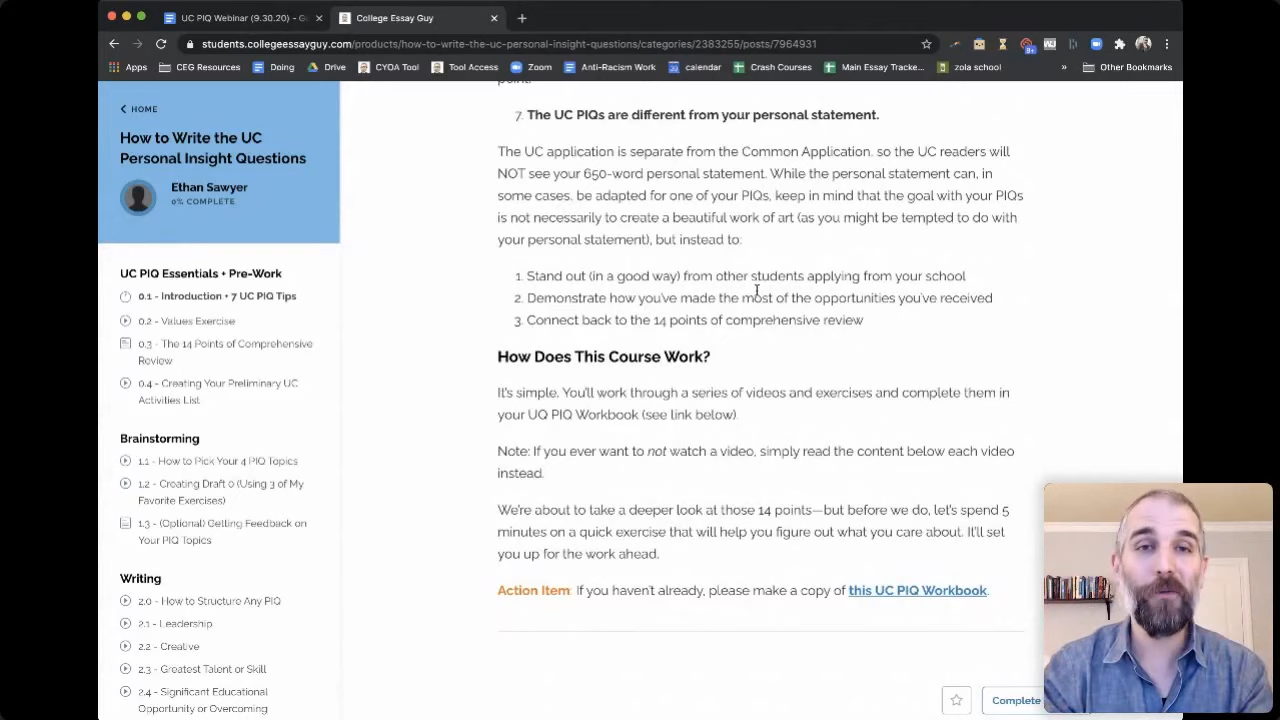 UC PIQ Webinar (9.30.20) - G
College Essay Guy
students.collegeessayguy.com/products/how-to-write-the-uc-personal-insight-questions/categories/2383255/posts/7964931
Apps
CEG Resources
Doing
Drive
CYOA Tool
Tool Access
Zoom
Anti-Racism Work
calendar
Crash Courses
Main Essay Tracke...
zola school
»
Other Bookmarks
HOME
How to Write the UC
Personal Insight Questions
Ethan Sawyer
0% COMPLETE
UC PIQ Essentials + Pre-Work
0.1 - Introduction + 7 UC PIQ Tips
0.2 - Values Exercise
0.3 - The 14 Points of Comprehensive
Review
0.4 - Creating Your Preliminary UC
Activities List
Brainstorming
1.1 - How to Pick Your 4 PIQ Topics
1.2 - Creating Draft 0 (Using 3 of My
Favorite Exercises)
1.3 - (Optional) Getting Feedback on
Your PIQ Topics
Writing
2.0 - How to Structure Any PIQ
2.1 - Leadership
2.2 - Creative
2.3 - Greatest Talent or Skill
2.4 - Significant Educational
Opportunity or Overcoming
point.
7. The UC PIQs are different from your personal statement.
The UC application is separate from the Common Application, so the UC readers will
NOT see your 650-word personal statement. While the personal statement can, in
some cases, be adapted for one of your PIQs, keep in mind that the goal with your PIQs
is not necessarily to create a beautiful work of art (as you might be tempted to do with
your personal statement), but instead to:
1. Stand out (in a good way) from other students applying from your school
2. Demonstrate how you've made the most of the opportunities you've received
3. Connect back to the 14 points of comprehensive review
How Does This Course Work?
It's simple. You'll work through a series of videos and exercises and complete them in
your UQ PIQ Workbook (see link below).
Note: If you ever want to not watch a video, simply read the content below each video
instead.
We're about to take a deeper look at those 14 points—but before we do, let's spend 5
minutes on a quick exercise that will help you figure out what you care about. It'll set
you up for the work ahead.
Action Item: If you haven't already, please make a copy of this UC PIQ Workbook.
Complete